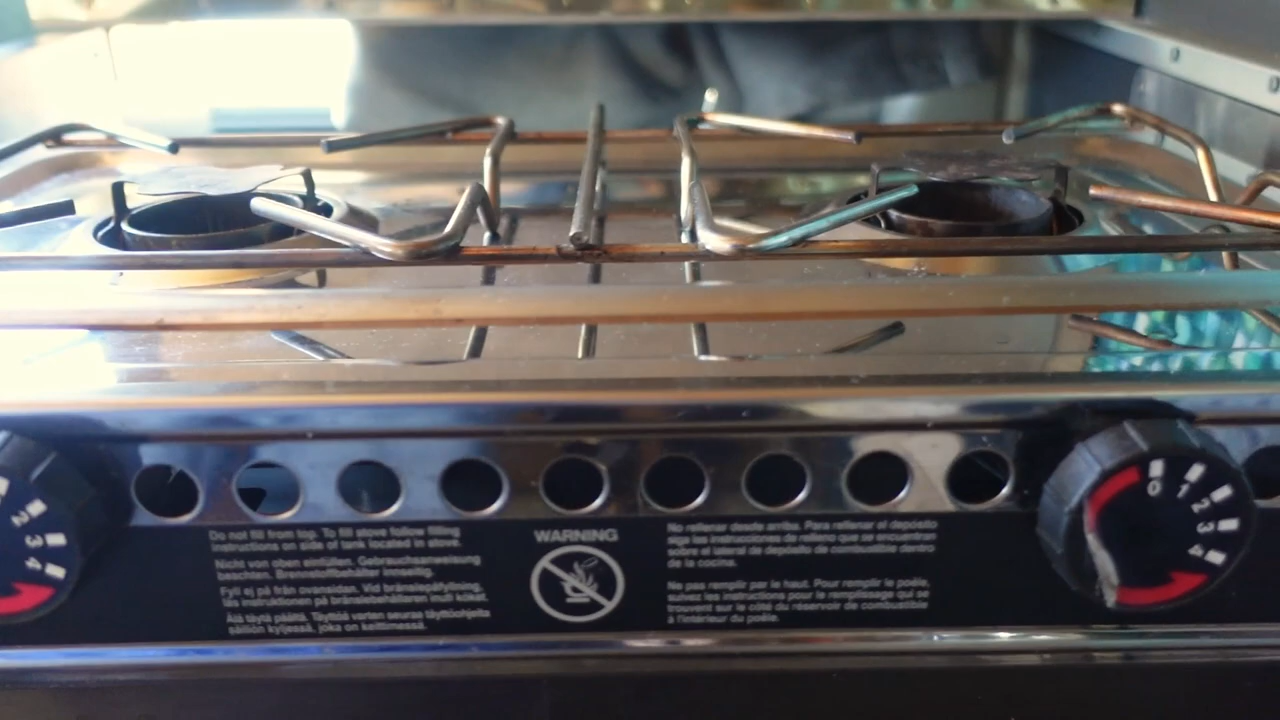 Do not fill from top. To fill stove follow filling
instructions on side of tank located in stove.
Nicht von oben einfüllen. Gebrauchsanweisung
beachten. Brennstoffbehälter innseitig.
Fyll ej på från ovansidan. Vid bränslepåfyllning
läs instruktionen på bränslebehållaren inuti köket.
Älä täytä päältä. Täyttöä varten seuraa täyttöohjeita
säiliön kyljessä, joka on keittimessä.
WARNING
No rellenar desde arriba. Para rellenar el depósito
siga las instrucciones de relleno que se encuentran
sobre el lateral de depósito de combustible dentro
de la cocina.
Ne pas remplir par le haut. Pour remplir le poêle,
suivez les instructions pour le remplissage qui se
trouvent sur le côté du réservoir de combustible
à l'intérieur du poêle.
2
3
4
0
1
2
3
4